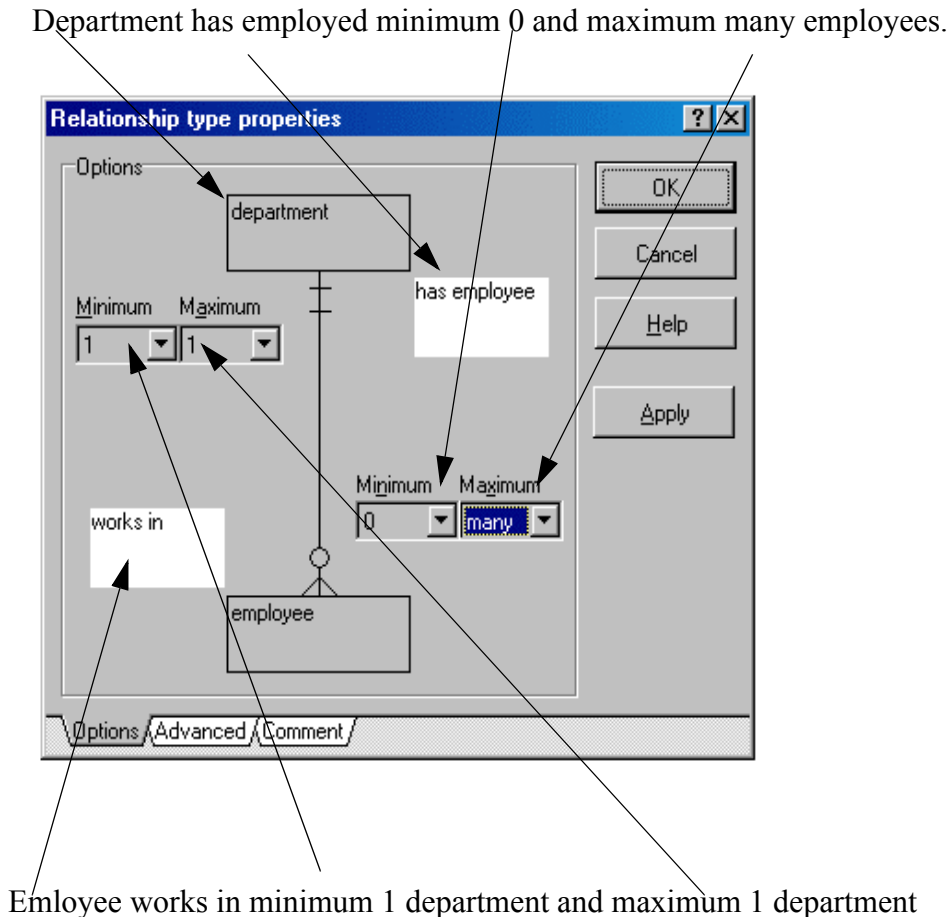 Department has employed minimum 0 and maximum many employees.
Relationship type properties
Options
department
OK
Cancel
has employee
Minimum Maximum
1 1
Help
Apply
Minimum Maximum
0 many
works in
employee
Options Advanced Comment
Emloyee works in minimum 1 department and maximum 1 department